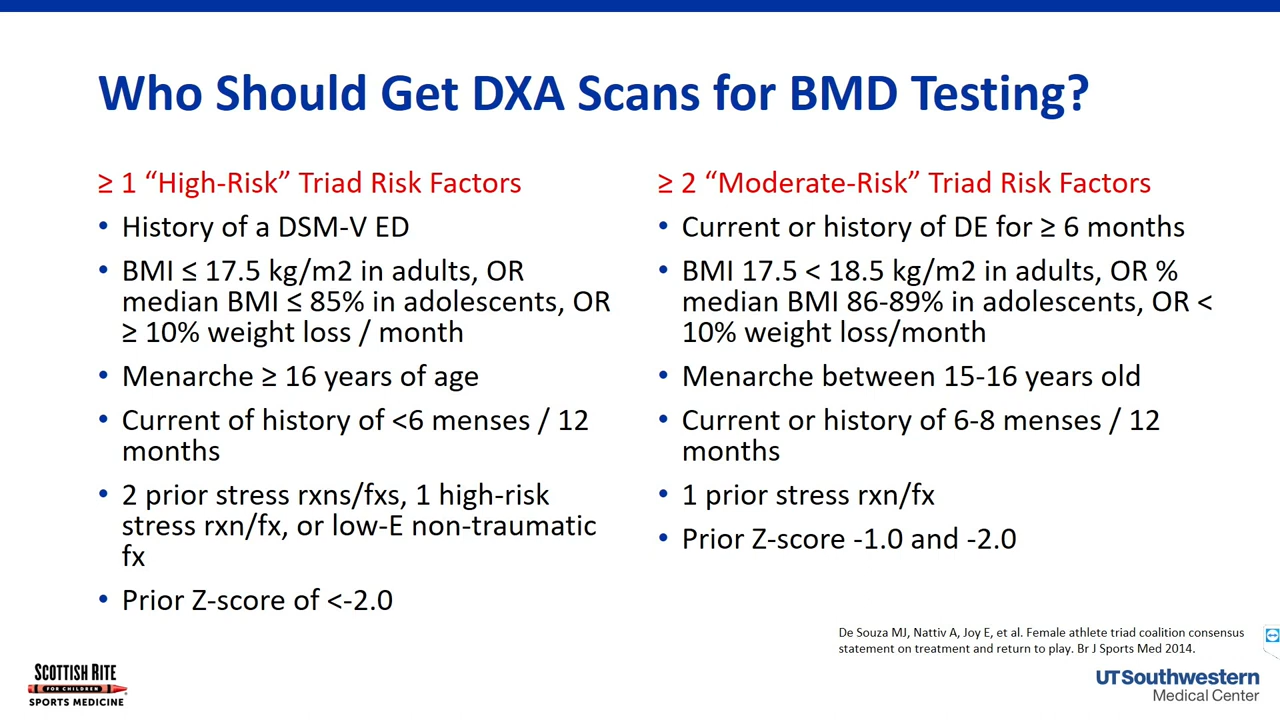 Who Should Get DXA Scans for BMD Testing?
≥ 1 “High-Risk” Triad Risk Factors
• History of a DSM-V ED
• BMI ≤ 17.5 kg/m2 in adults, OR
median BMI ≤ 85% in adolescents, OR
≥ 10% weight loss / month
• Menarche ≥ 16 years of age
• Current of history of <6 menses / 12
months
• 2 prior stress rxns/fxs, 1 high-risk
stress rxn/fx, or low-E non-traumatic
fx
• Prior Z-score of <-2.0
≥ 2 “Moderate-Risk” Triad Risk Factors
• Current or history of DE for ≥ 6 months
• BMI 17.5 < 18.5 kg/m2 in adults, OR %
median BMI 86-89% in adolescents, OR <
10% weight loss/month
• Menarche between 15-16 years old
• Current or history of 6-8 menses / 12
months
• 1 prior stress rxn/fx
• Prior Z-score -1.0 and -2.0
De Souza MJ, Nattiv A, Joy E, et al. Female athlete triad coalition consensus
statement on treatment and return to play. Br J Sports Med 2014.
SCOTTISH RITE
FOR CHILDREN
SPORTS MEDICINE
UTSouthwestern
Medical Center